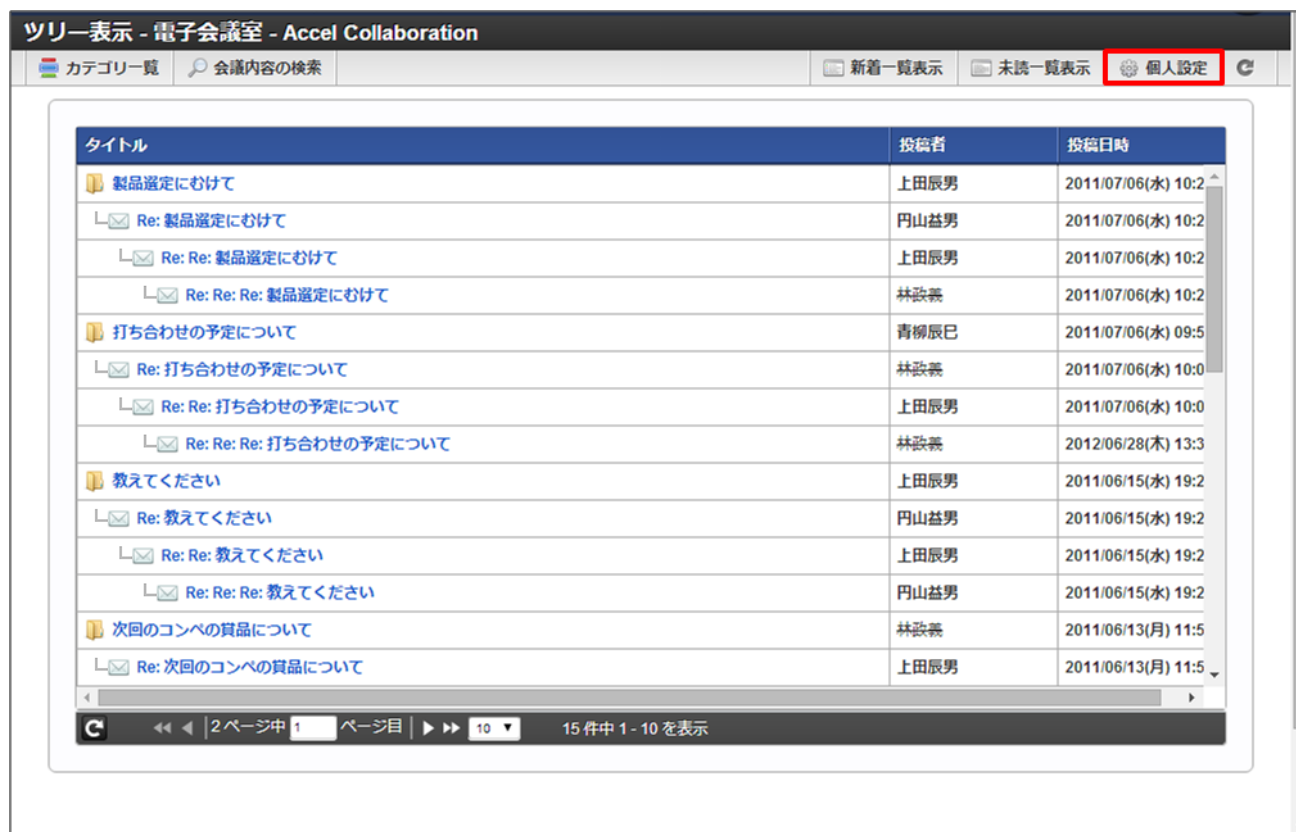 ツリー表示 - 電子会議室 - Accel Collaboration
カテゴリ一覧 会議内容の検索 新着一覧表示 未読一覧表示 個人設定
タイトル 投稿者 投稿日時
製品選定にむけて 上田辰男 2011/07/06(水) 10:2
Re: 製品選定にむけて 円山益男 2011/07/06(水) 10:2
Re: Re: 製品選定にむけて 上田辰男 2011/07/06(水) 10:2
Re: Re: Re: 製品選定にむけて 林政義 2011/07/06(水) 10:2
打ち合わせの予定について 青柳辰巳 2011/07/06(水) 09:5
Re: 打ち合わせの予定について 林政義 2011/07/06(水) 10:0
Re: Re: 打ち合わせの予定について 上田辰男 2011/07/06(水) 10:0
Re: Re: Re: 打ち合わせの予定について 林政義 2012/06/28(木) 13:3
教えてください 上田辰男 2011/06/15(水) 19:2
Re: 教えてください 円山益男 2011/06/15(水) 19:2
Re: Re: 教えてください 上田辰男 2011/06/15(水) 19:2
Re: Re: Re: 教えてください 円山益男 2011/06/15(水) 19:2
次回のコンペの賞品について 林政義 2011/06/13(月) 11:5
Re: 次回のコンペの賞品について 上田辰男 2011/06/13(月) 11:5
2 ページ中 1 ページ目 10 15 件中 1 - 10 を表示